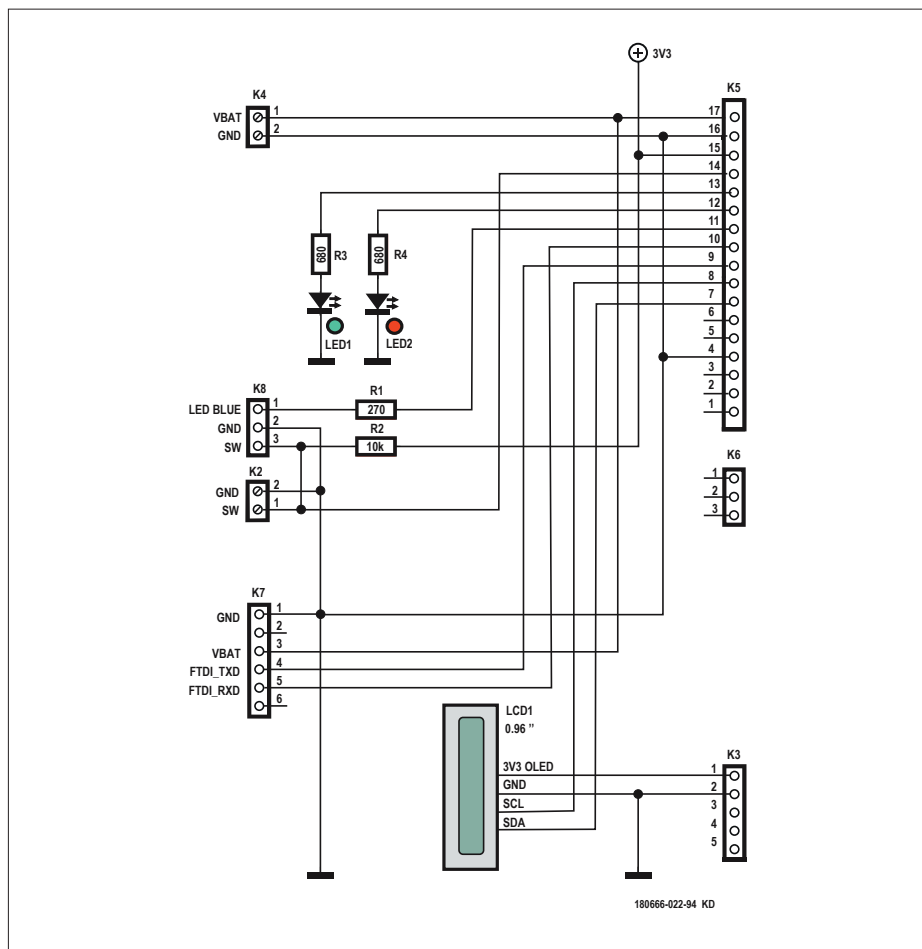 3V3
K4
VBAT 1
GND 2
K5
17
16
15
14
13
12
11
10
9
8
7
6
5
4
3
2
1
680 R3
680 R4
LED1
LED2
K8
LED BLUE 1
GND 2
SW 3
R1
270
R2
10k
K2
GND 2
SW 1
K6
1
2
3
K7
GND 1
2
VBAT 3
FTDI_TXD 4
FTDI_RXD 5
6
LCD1
0.96 ”
3V3 OLED
GND
SCL
SDA
K3
1
2
3
4
5
180666-022-94 KD